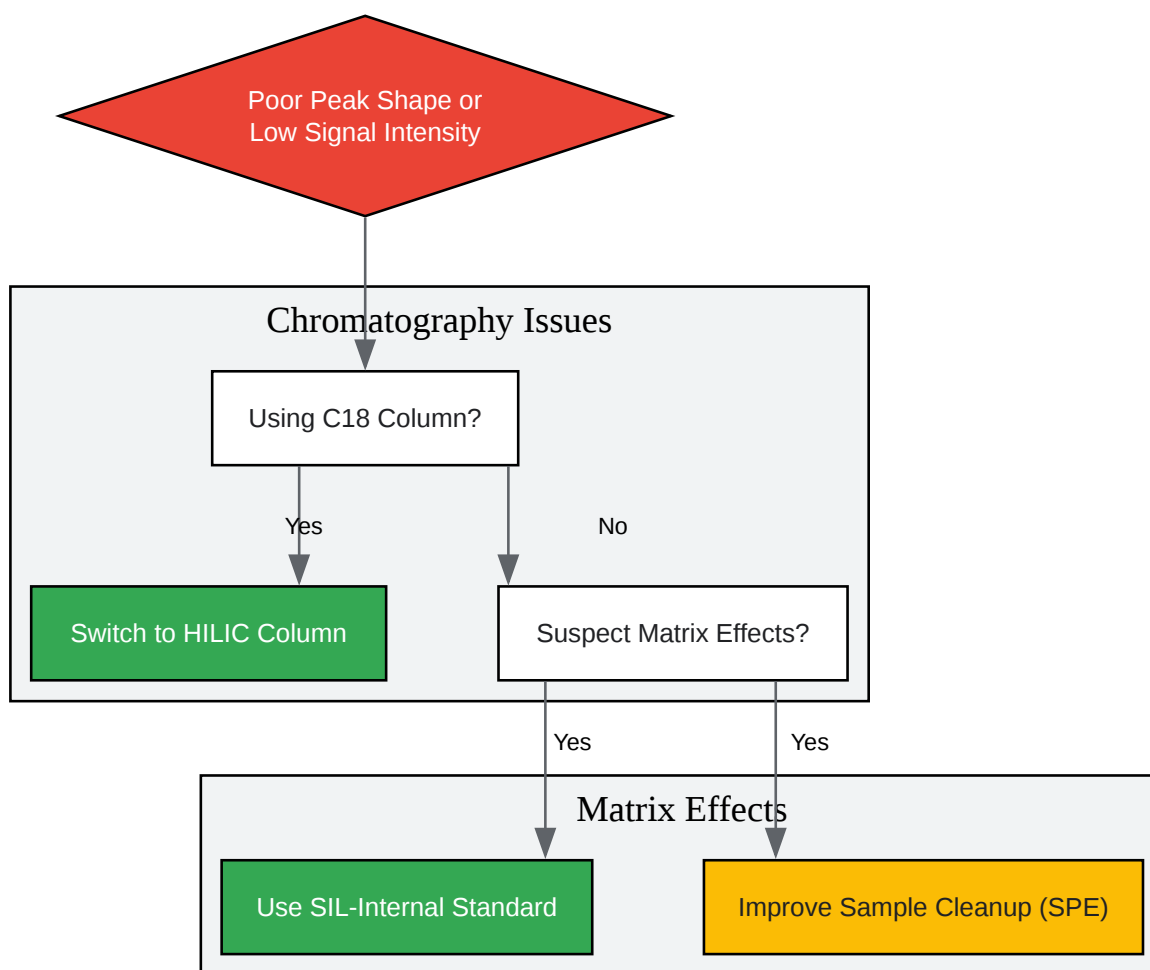 Poor Peak Shape or
Low Signal Intensity
Chromatography Issues
Using C18 Column?
Yes
No
Switch to HILIC Column
Suspect Matrix Effects?
Yes
Yes
Matrix Effects
Use SIL-Internal Standard
Improve Sample Cleanup (SPE)